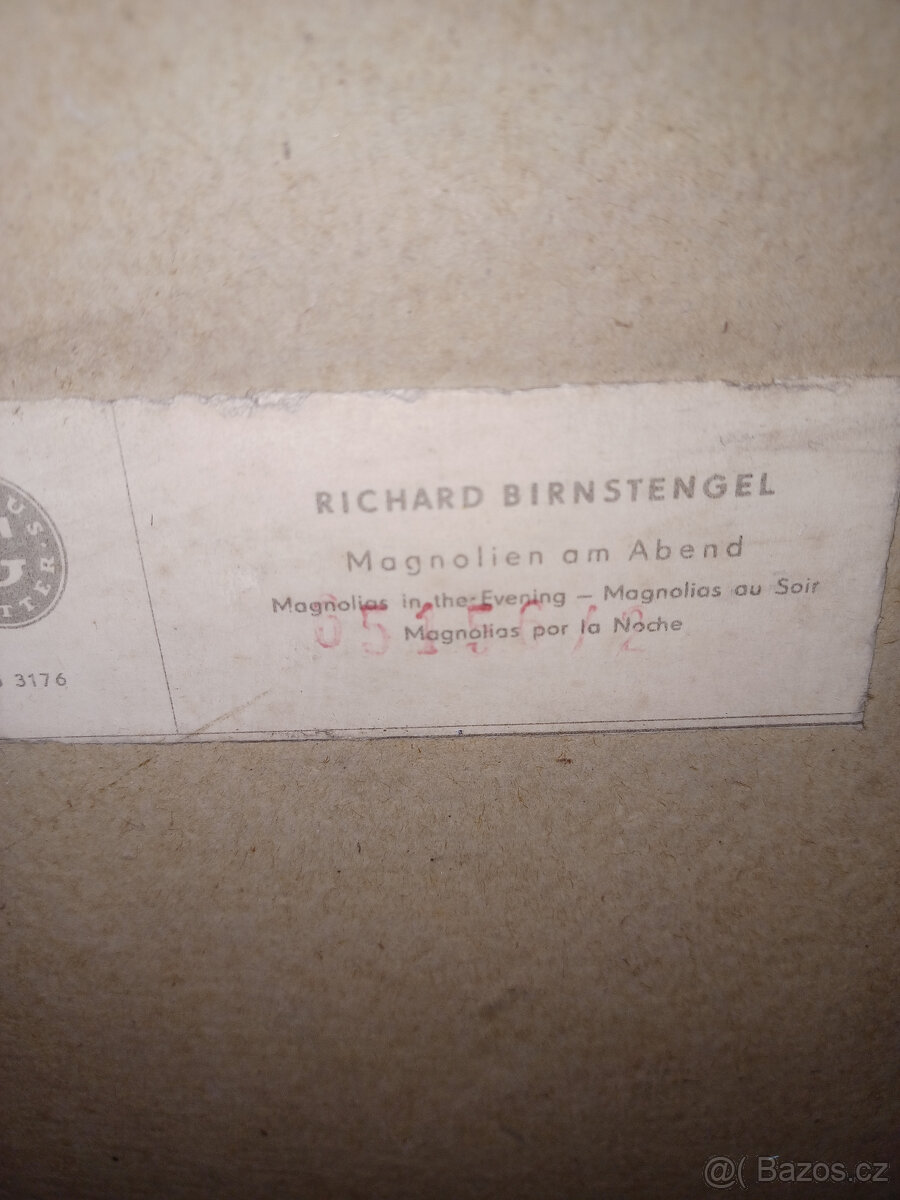 RICHARD BIRNSTENGEL
Magnolien am Abend
Magnolias in the Evening – Magnolias au Soir
Magnolias por la Noche
3176
@( Bazos.cz